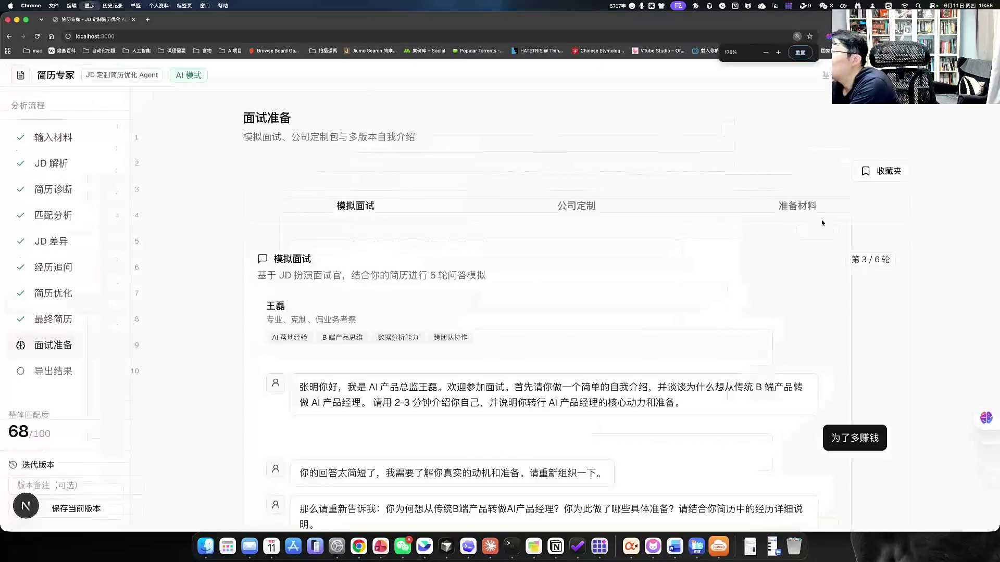 Chrome 文件 编辑 显示 历史记录 书签 个人资料 标签页 窗口 帮助
5707字 英 9 8 6月11日 周四 19:58
简历专家 - JD 定制简历优化 A
localhost:3000
mac 维基百科 自动化拍摄 人工智能 课程需要 食物 AI项目 Browse Board Ga... 拍摄道具 Jiumo Search 鸠摩... 案例库 – Social Popular Torrents -... HATETRIS @ Thin... Chinese Etymolog... VTube Studio – Of... 载入你的 国家
175% 重置
简历专家 JD 定制简历优化 Agent AI 模式 基
分析流程
输入材料 1
JD 解析 2
简历诊断 3
匹配分析 4
JD 差异 5
经历追问 6
简历优化 7
最终简历 8
面试准备 9
导出结果 10
整体匹配度
68/100
迭代版本
版本备注（可选）
N 保存当前版本
面试准备
模拟面试、公司定制包与多版本自我介绍
收藏夹
模拟面试 公司定制 准备材料
模拟面试 第 3 / 6 轮
基于 JD 扮演面试官，结合你的简历进行 6 轮问答模拟
王磊
专业、克制、偏业务考察
AI 落地经验 B 端产品思维 数据分析能力 跨团队协作
张明你好，我是 AI 产品总监王磊。欢迎参加面试。首先请你做一个简单的自我介绍，并谈谈为什么想从传统 B 端产品转
做 AI 产品经理。 请用 2-3 分钟介绍你自己，并说明你转行 AI 产品经理的核心动力和准备。
为了多赚钱
你的回答太简短了，我需要了解你真实的动机和准备。请重新组织一下。
那么请重新告诉我：你为何想从传统B端产品转做AI产品经理？你为此做了哪些具体准备？请结合你简历中的经历详细说
明。